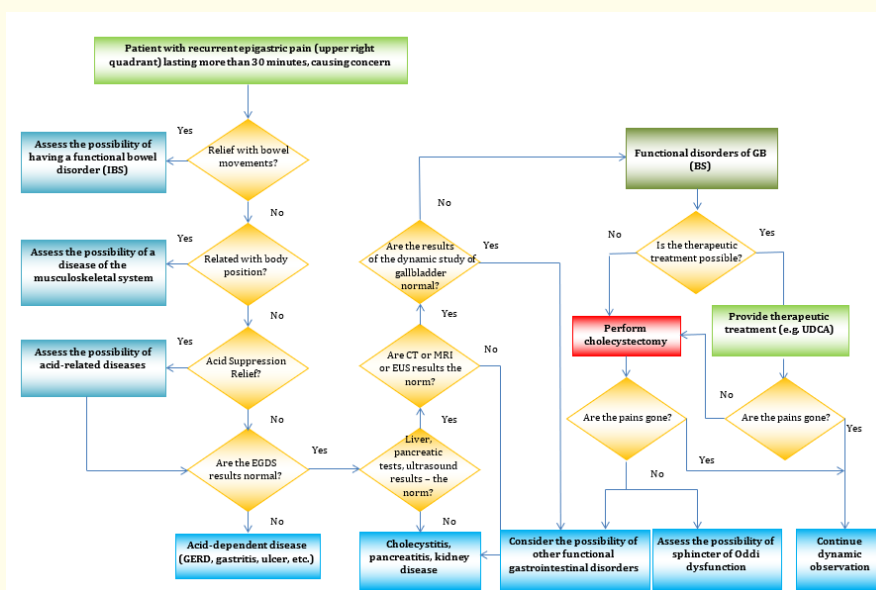 Patient with recurrent epigastric pain (upper right
quadrant) lasting more than 30 minutes, causing concern
Yes
Assess the possibility of
having a functional bowel
disorder (IBS)
Relief with bowel
movements?
No
Yes
Assess the possibility of a
disease of the
musculoskeletal system
Related with body
position?
No
Yes
Assess the possibility of
acid-related diseases
Acid Suppression
Relief?
No
Are the EGDS
results normal?
Yes
No
Acid-dependent disease
(GERD, gastritis, ulcer, etc.)
Liver,
pancreatic
tests, ultrasound
results – the
norm?
Yes
No
Cholecystitis,
pancreatitis, kidney
disease
Are CT or MRI
or EUS results
the norm?
No
Yes
Are the results
of the dynamic study of
gallbladder
normal?
Yes
No
Functional disorders of GB
(BS)
Is the therapeutic
treatment possible?
No
Yes
Perform
cholecystectomy
Provide therapeutic
treatment (e.g. UDCA)
Are the pains gone?
Yes
No
Are the pains gone?
No
Yes
Consider the possibility of
other functional
gastrointestinal disorders
Assess the possibility of
sphincter of Oddi
dysfunction
Continue
dynamic
observation